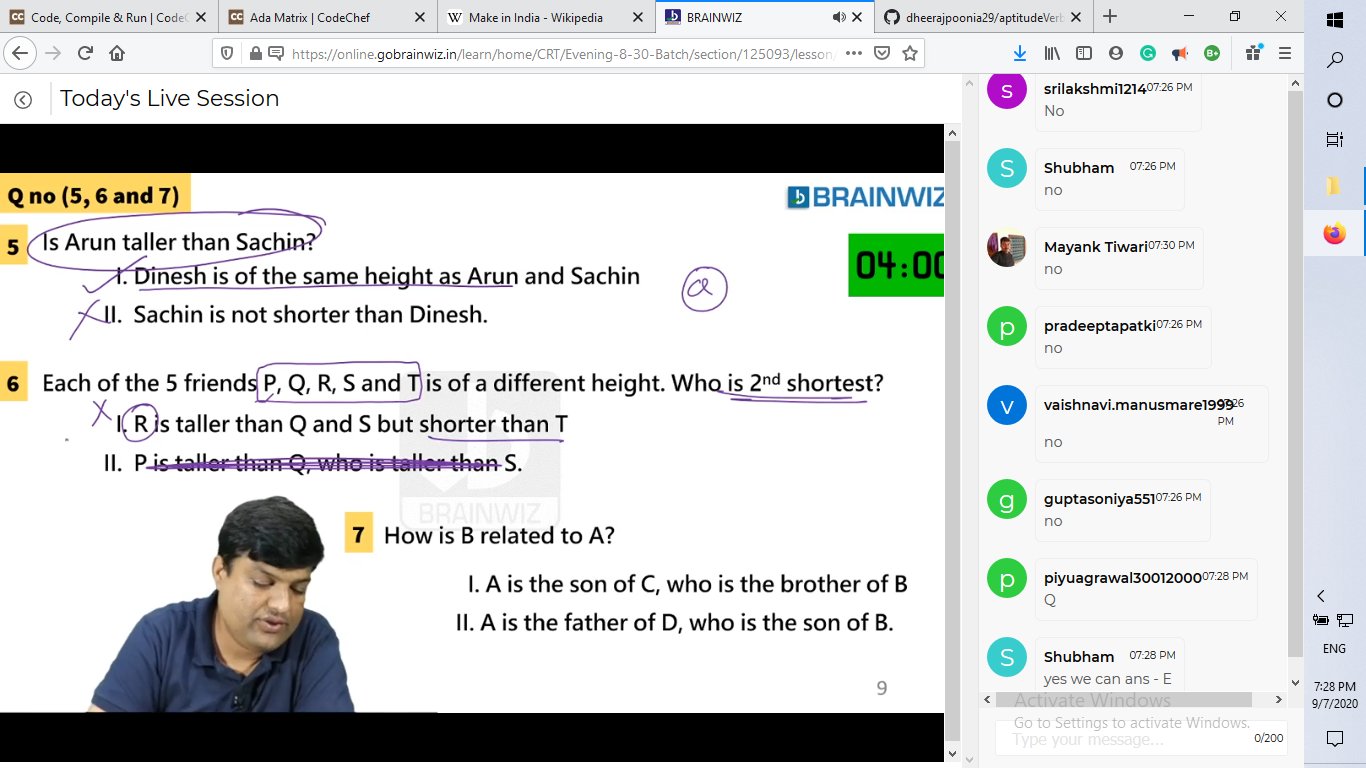 Code, Compile & Run | CodeC
Ada Matrix | CodeChef
Make in India - Wikipedia
BRAINWIZ
dheerajpoonia29/aptitudeVerb
https://online.gobrainwiz.in/learn/home/CRT/Evening-8-30-Batch/section/125093/lesson
Today's Live Session
Q no (5, 6 and 7)
BRAINWIZ
5 Is Arun taller than Sachin?
04:00
I. Dinesh is of the same height as Arun and Sachin
a
II. Sachin is not shorter than Dinesh.
6 Each of the 5 friends P, Q, R, S and T is of a different height. Who is 2nd shortest?
I. R is taller than Q and S but shorter than T
II. P is taller than Q, who is taller than S.
BRAINWIZ
7 How is B related to A?
I. A is the son of C, who is the brother of B
II. A is the father of D, who is the son of B.
9
s srilakshmi1214 07:26 PM
No
S Shubham 07:26 PM
no
Mayank Tiwari 07:30 PM
no
p pradeeptapatki 07:26 PM
no
v vaishnavi.manusmare1999 07:26 PM
no
g guptasoniya551 07:26 PM
no
p piyuagrawal30012000 07:28 PM
Q
S Shubham 07:28 PM
yes we can ans - E
Activate Windows
Go to Settings to activate Windows.
Type your message...
0/200
ENG
7:28 PM
9/7/2020